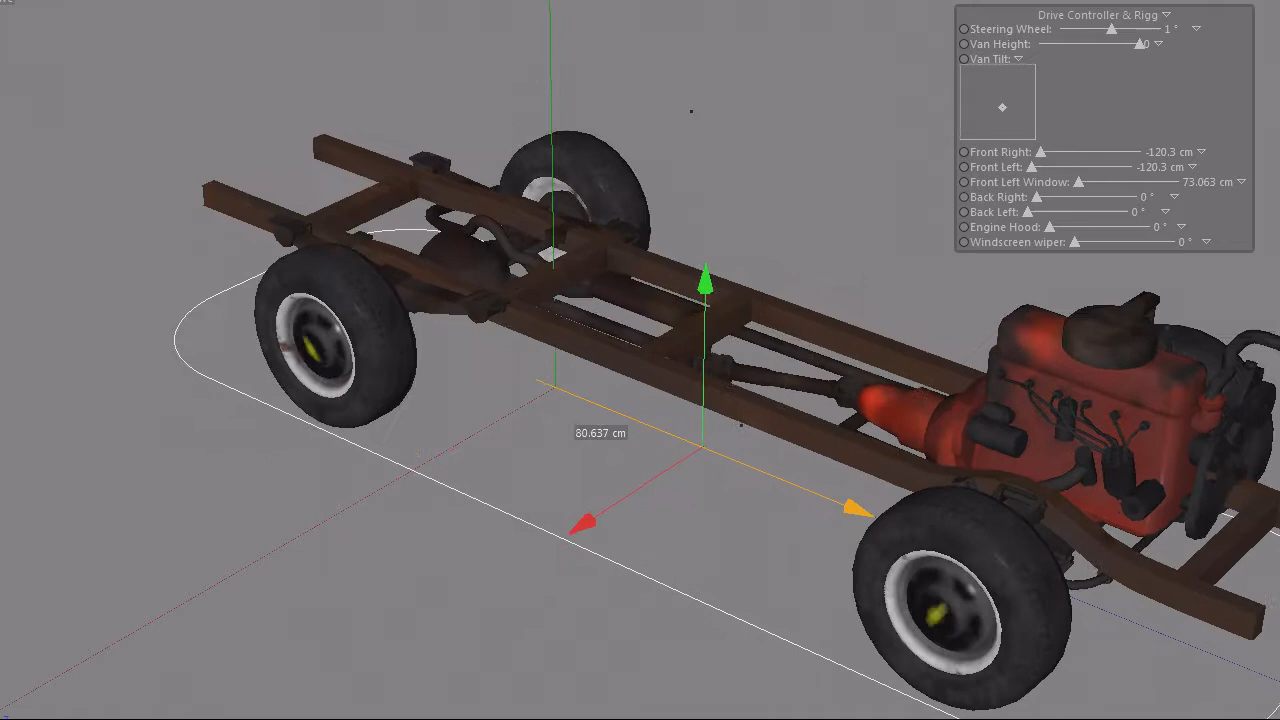 Drive Controller & Rigg
Steering Wheel: 1 °
Van Height: 0
Van Tilt:
Front Right: -120.3 cm
Front Left: -120.3 cm
Front Left Window: 73.063 cm
Back Right: 0 °
Back Left: 0 °
Engine Hood: 0 °
Windscreen wiper: 0 °
80.637 cm